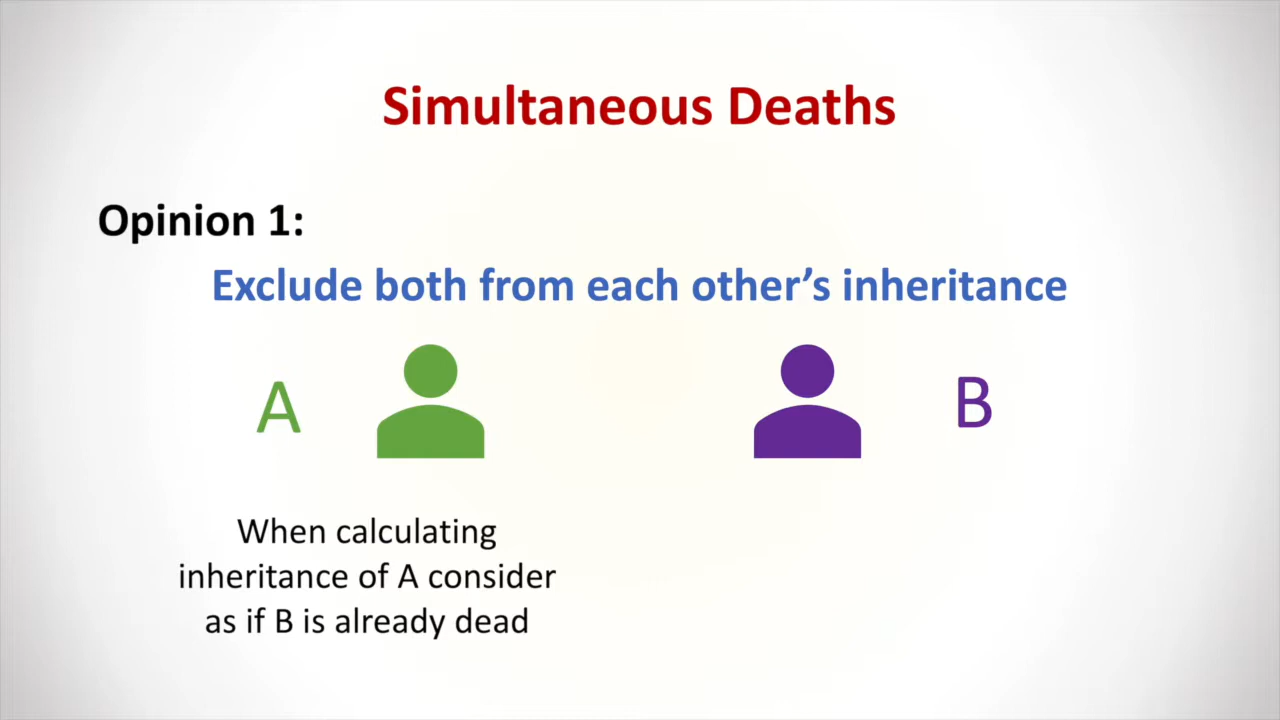 Simultaneous Deaths
Opinion 1:
Exclude both from each other’s inheritance
A
B
When calculating
inheritance of A consider
as if B is already dead